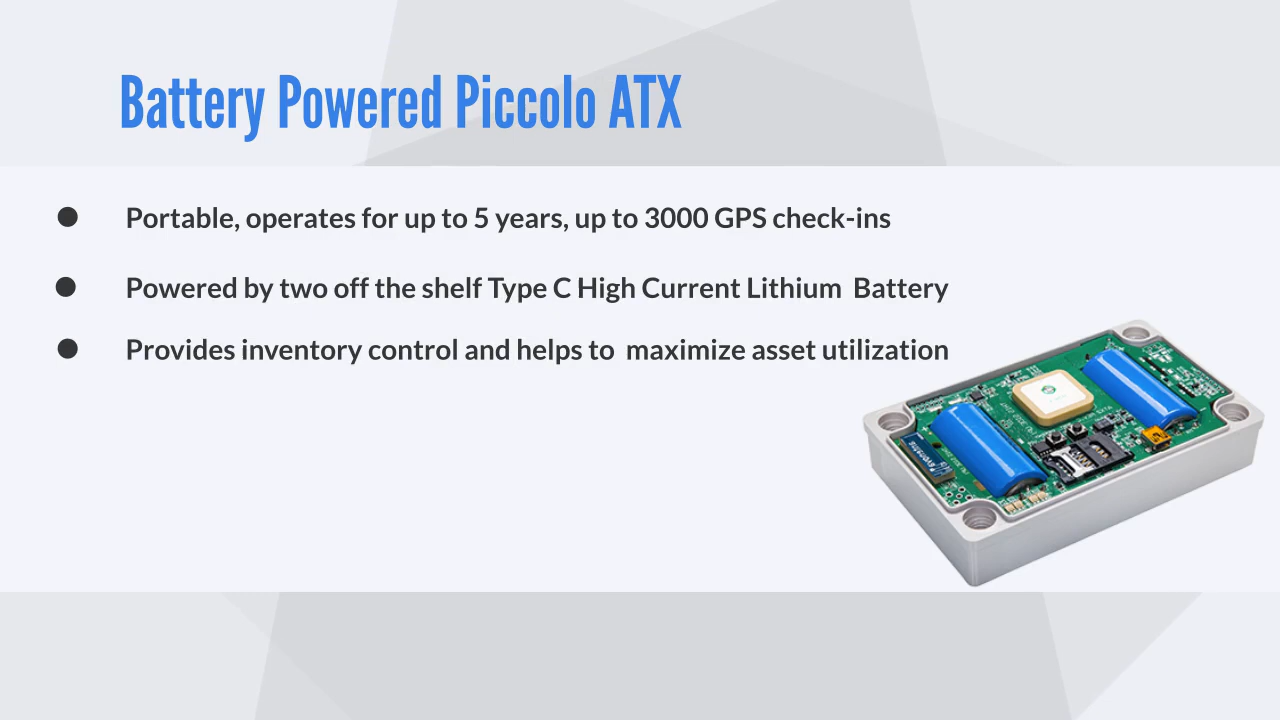 Battery Powered Piccolo ATX
Portable, operates for up to 5 years, up to 3000 GPS check-ins
Powered by two off the shelf Type C High Current Lithium  Battery
Provides inventory control and helps to  maximize asset utilization